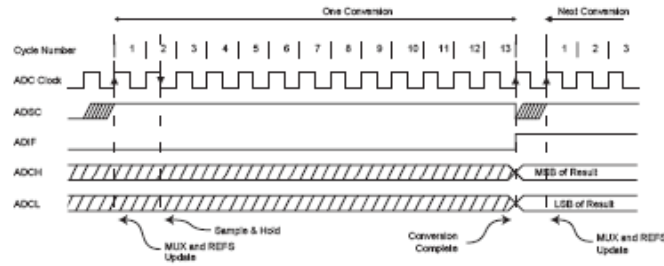 One Conversion Next Conversion
Cycle Number 1 2 3 4 5 6 7 8 9 10 11 12 13 1 2 3
ADC Clock
ADSC
ADIF
ADCH MSB of Result
ADCL LSB of Result
Sample & Hold
MUX and REFS
Update
Conversion
Complete
MUX and REFS
Update